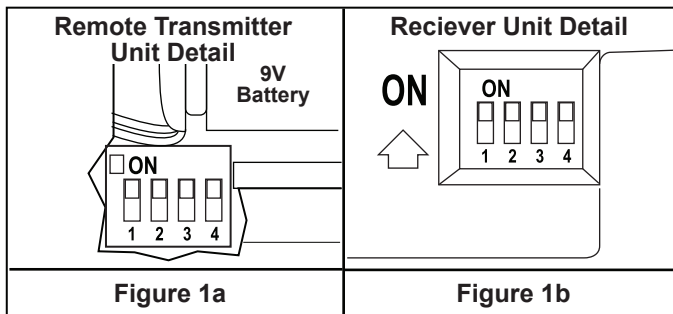 Remote Transmitter
Unit Detail
9V
Battery
ON
1 2 3 4
Figure 1a
Reciever Unit Detail
ON
ON
1 2 3 4
Figure 1b